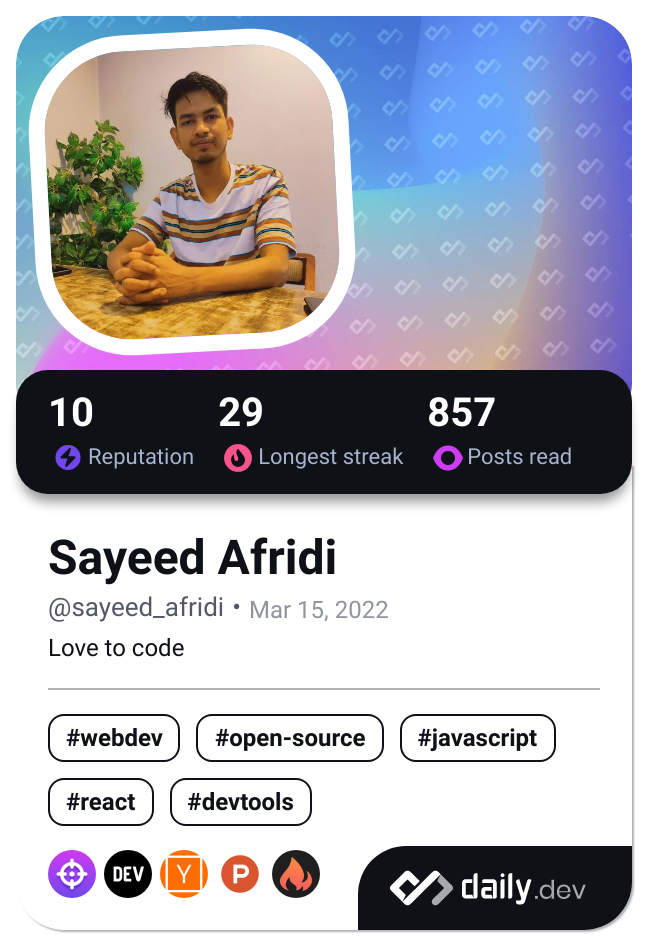 10 29 857
Reputation Longest streak Posts read
Sayeed Afridi
@sayeed_afridi • Mar 15, 2022
Love to code
#webdev #open-source #javascript
#react #devtools
DEV Y P daily.dev